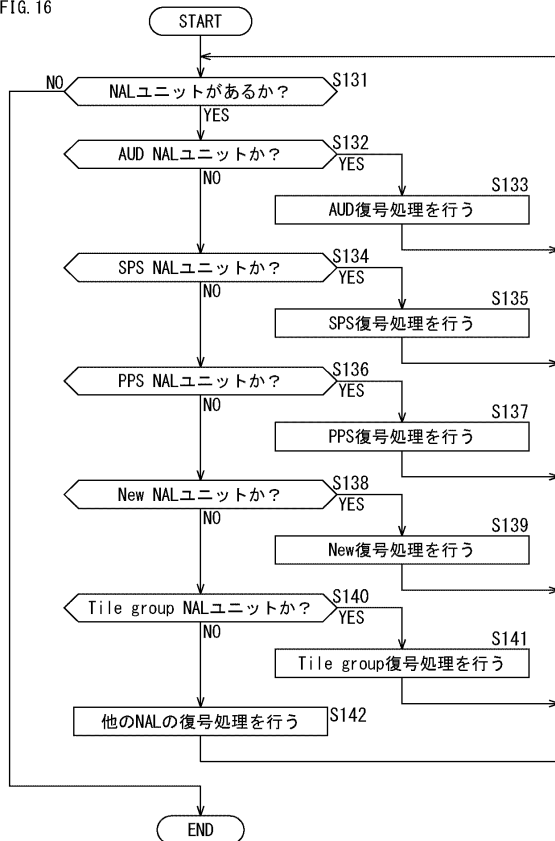 FIG. 16
START
NALユニットがあるか？
S131
NO
YES
AUD NALユニットか？
S132
YES
NO
S133
AUD復号処理を行う
SPS NALユニットか？
S134
YES
NO
S135
SPS復号処理を行う
PPS NALユニットか？
S136
YES
NO
S137
PPS復号処理を行う
New NALユニットか？
S138
YES
NO
S139
New復号処理を行う
Tile group NALユニットか？
S140
YES
NO
S141
Tile group復号処理を行う
他のNALの復号処理を行う
S142
END